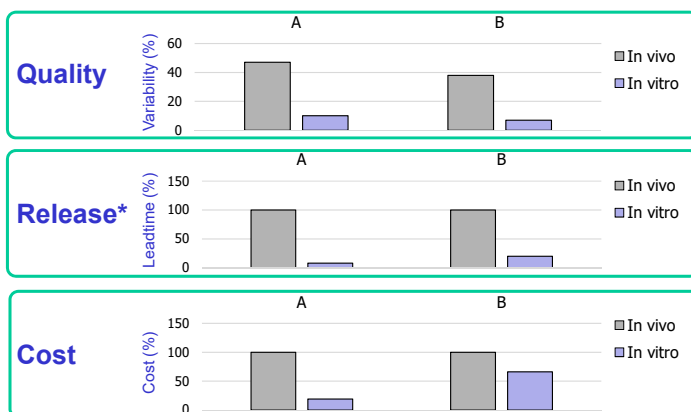 Quality
Variability (%)
A
B
60
40
20
0
In vivo
In vitro
Release*
Leadtime (%)
A
B
150
100
50
0
In vivo
In vitro
Cost
Cost (%)
A
B
150
100
50
0
In vivo
In vitro